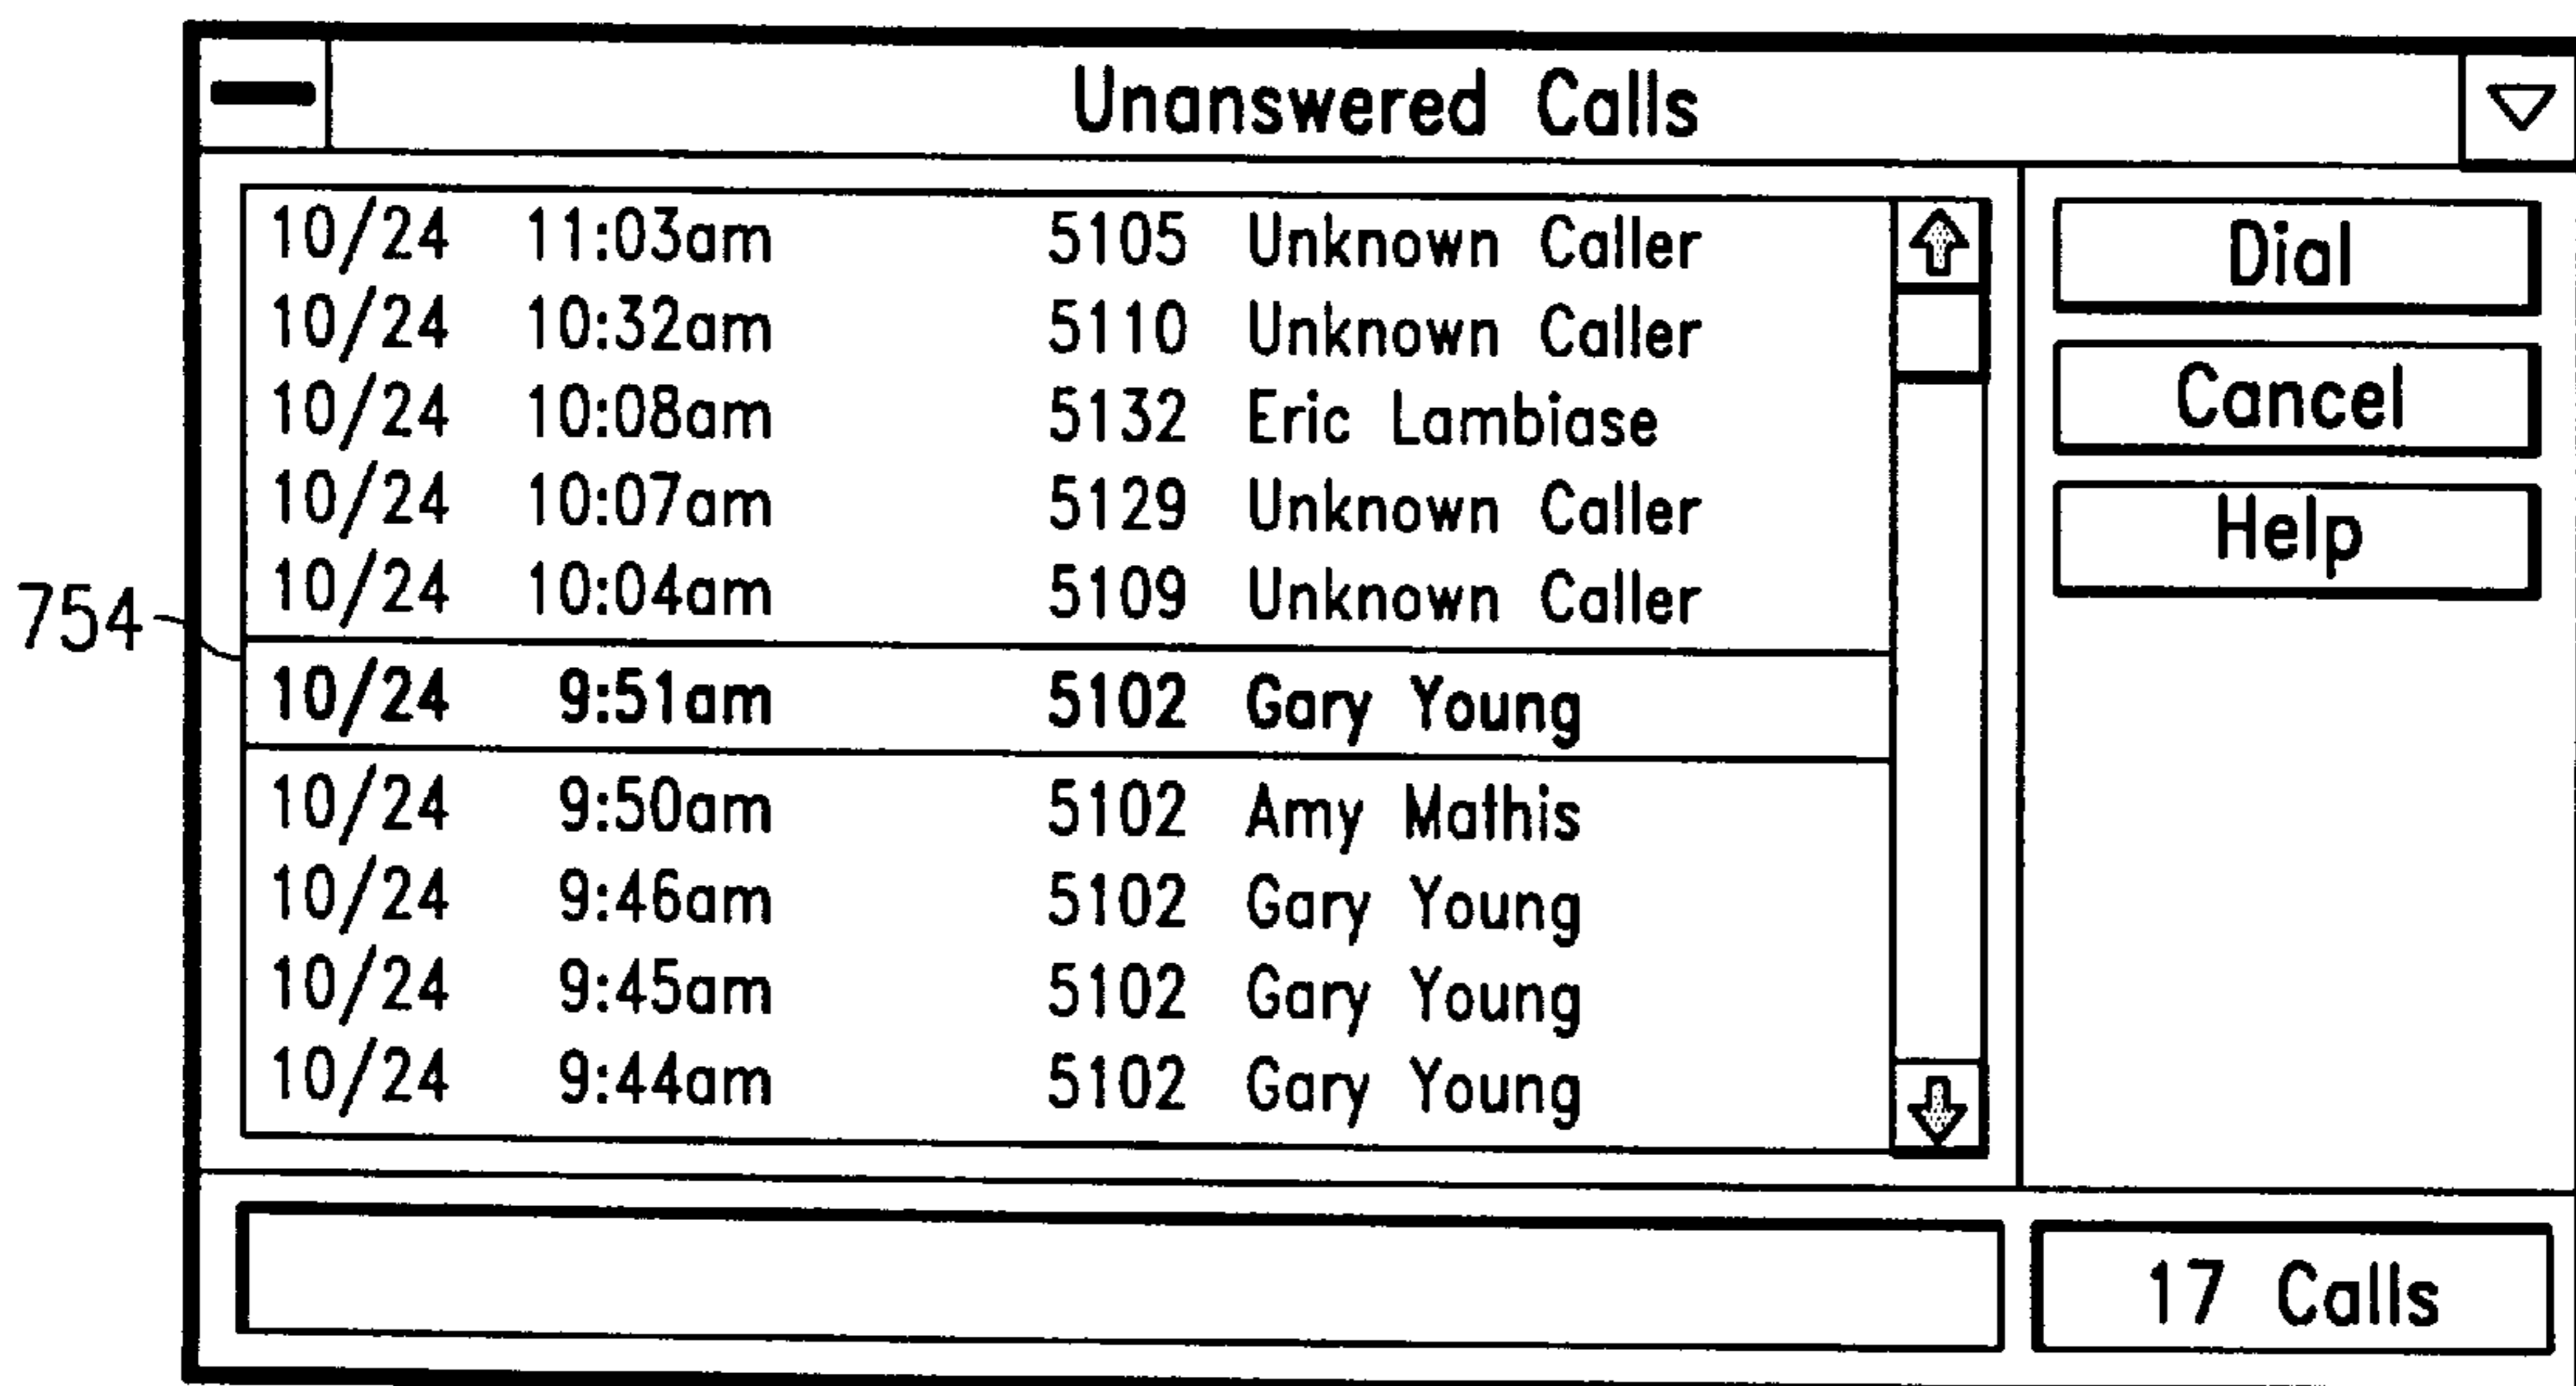 Unanswered Calls
10/24 11:03am 5105 Unknown Caller
10/24 10:32am 5110 Unknown Caller
10/24 10:08am 5132 Eric Lambiase
10/24 10:07am 5129 Unknown Caller
10/24 10:04am 5109 Unknown Caller
754
10/24 9:51am 5102 Gary Young
10/24 9:50am 5102 Amy Mathis
10/24 9:46am 5102 Gary Young
10/24 9:45am 5102 Gary Young
10/24 9:44am 5102 Gary Young
Dial
Cancel
Help
17 Calls